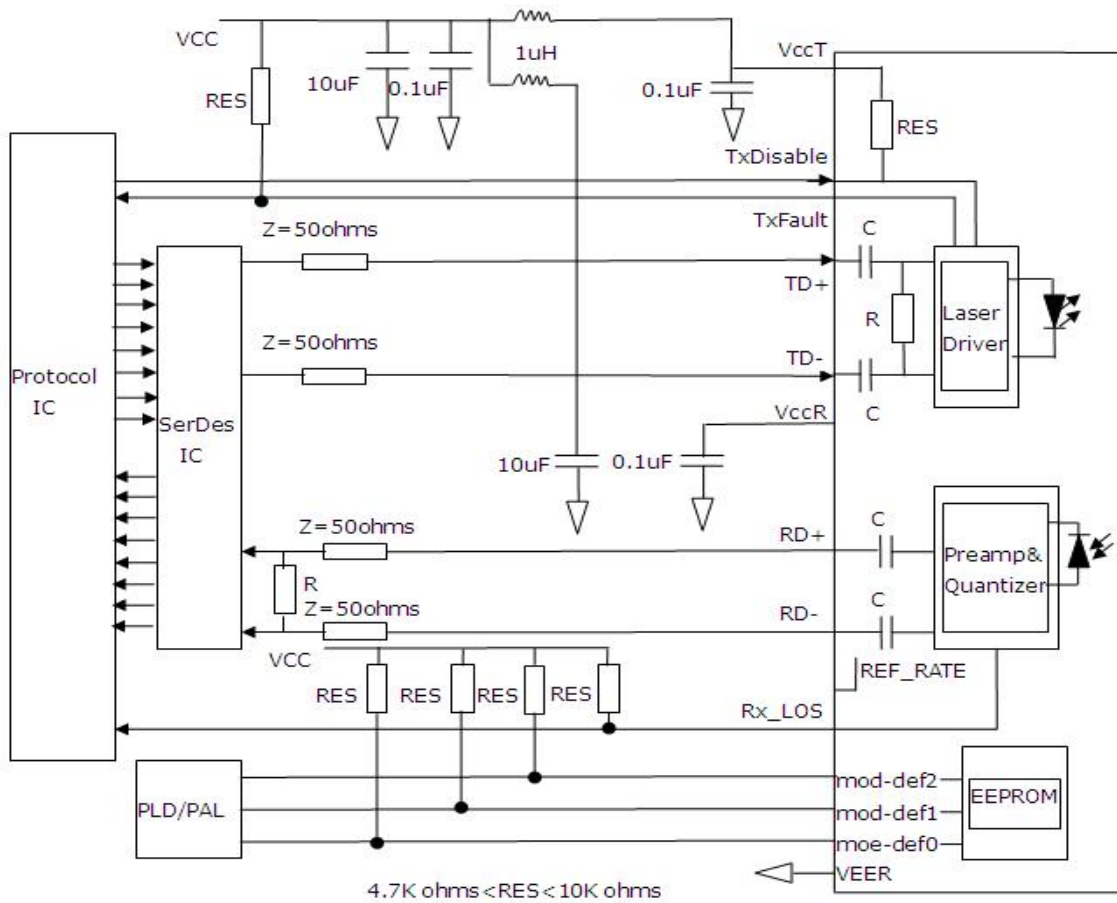 VCC
1uH
VccT
10uF
0.1uF
0.1uF
RES
RES
TxDisable
TxFault
Z=50ohms
C
TD+
R
Laser
Driver
Z=50ohms
TD-
C
Protocol
IC
SerDes
IC
VccR
10uF
0.1uF
Z=50ohms
RD+
C
Preamp&
Quantizer
R
Z=50ohms
RD-
C
VCC
REF_RATE
RES
RES
RES
RES
Rx_LOS
PLD/PAL
mod-def2
mod-def1
moe-def0
EEPROM
VEER
4.7K ohms<RES<10K ohms